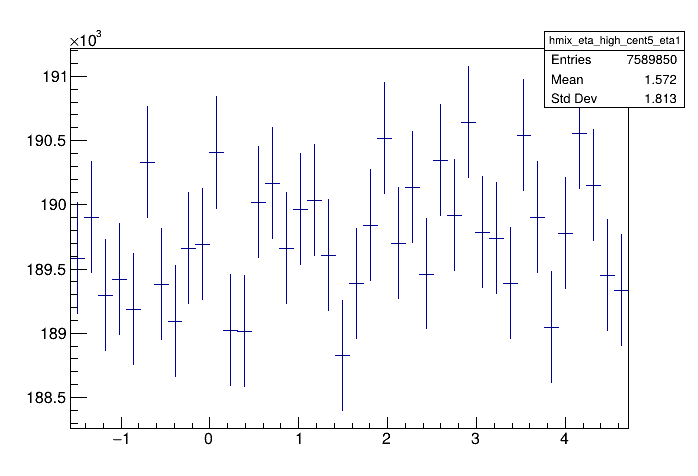 ×10³
hmix_eta_high_cent5_eta1
Entries 7589850
Mean 1.572
Std Dev 1.813
191
190.5
190
189.5
189
188.5
−1 0 1 2 3 4